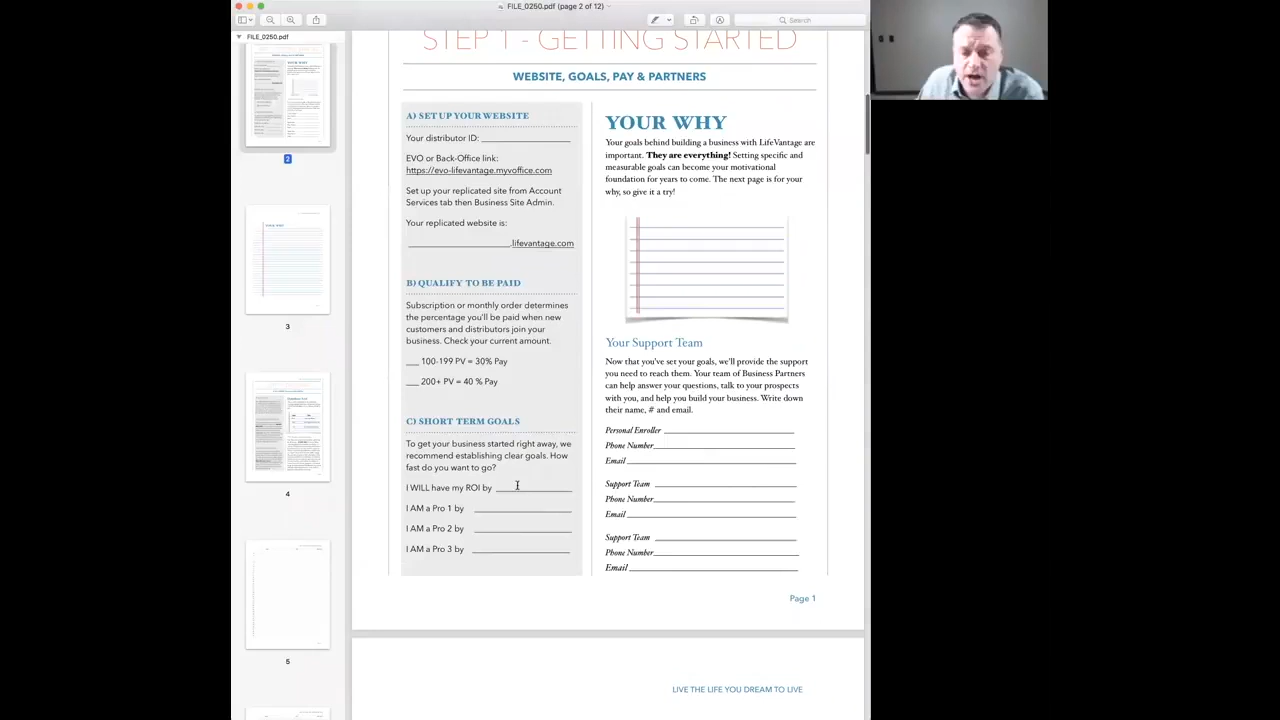 FILE_0250.pdf (page 2 of 12)
Search
FILE_0250.pdf
2
3
4
5
STEP 1 - GETTING STARTED
WEBSITE, GOALS, PAY & PARTNERS
A) SET UP YOUR WEBSITE
Your distributor ID:
EVO or Back-Office link:
https://evo-lifevantage.myvoffice.com
Set up your replicated site from Account
Services tab then Business Site Admin.
Your replicated website is:
.lifevantage.com
B) QUALIFY TO BE PAID
Subscription or monthly order determines
the percentage you'll be paid when new
customers and distributors join your
business. Check your current amount.
___ 100-199 PV = 30% Pay
___ 200+ PV = 40 % Pay
C) SHORT TERM GOALS
To get your business started right away, we
recommend establishing clear goals. How
fast do you want to go?
I WILL have my ROI by
I AM a Pro 1 by
I AM a Pro 2 by
I AM a Pro 3 by
YOUR WHY
Your goals behind building a business with LifeVantage are
important. They are everything! Setting specific and
measurable goals can become your motivational
foundation for years to come. The next page is for your
why, so give it a try!
Your Support Team
Now that you've set your goals, we'll provide the support
you need to reach them. Your team of Business Partners
can help answer your questions, talk to your prospects
with you, and help you build your business. Write down
their name, # and email.
Personal Enroller
Phone Number
Email
Support Team
Phone Number
Email
Support Team
Phone Number
Email
Page 1
LIVE THE LIFE YOU DREAM TO LIVE